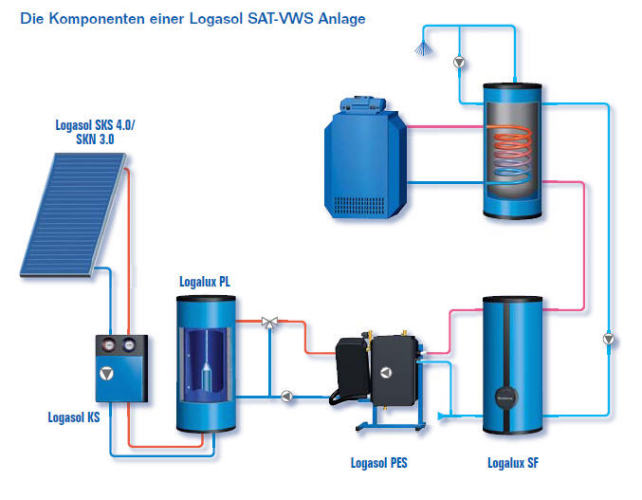 Die Komponenten einer Logasol SAT-VWS Anlage
Logasol SKS 4.0/
SKN 3.0
Logalux PL
Logasol KS
Logasol PES
Logalux SF